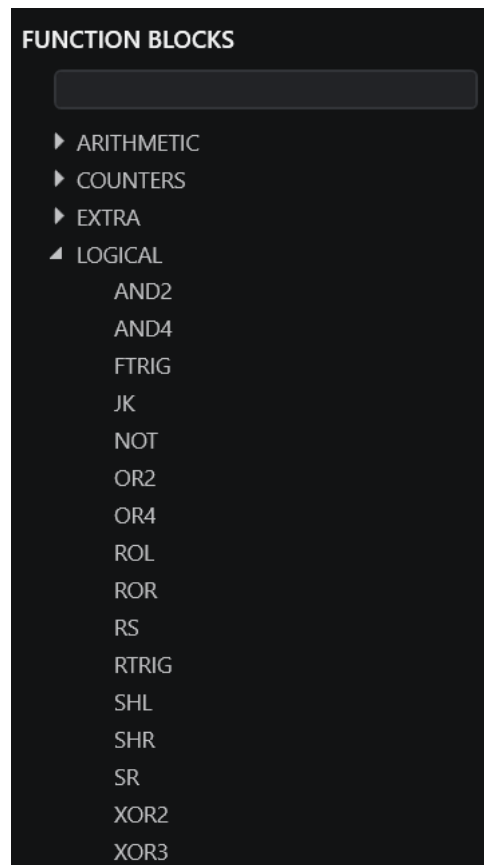 FUNCTION BLOCKS
ARITHMETIC
COUNTERS
EXTRA
LOGICAL
AND2
AND4
FTRIG
JK
NOT
OR2
OR4
ROL
ROR
RS
RTRIG
SHL
SHR
SR
XOR2
XOR3